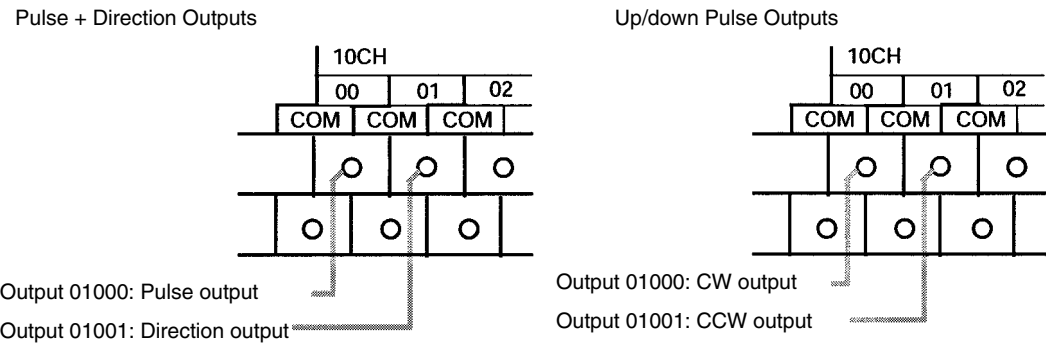 Pulse + Direction Outputs
10CH
00 01 02
COM COM COM
Output 01000: Pulse output
Output 01001: Direction output
Up/down Pulse Outputs
10CH
00 01 02
COM COM COM
Output 01000: CW output
Output 01001: CCW output